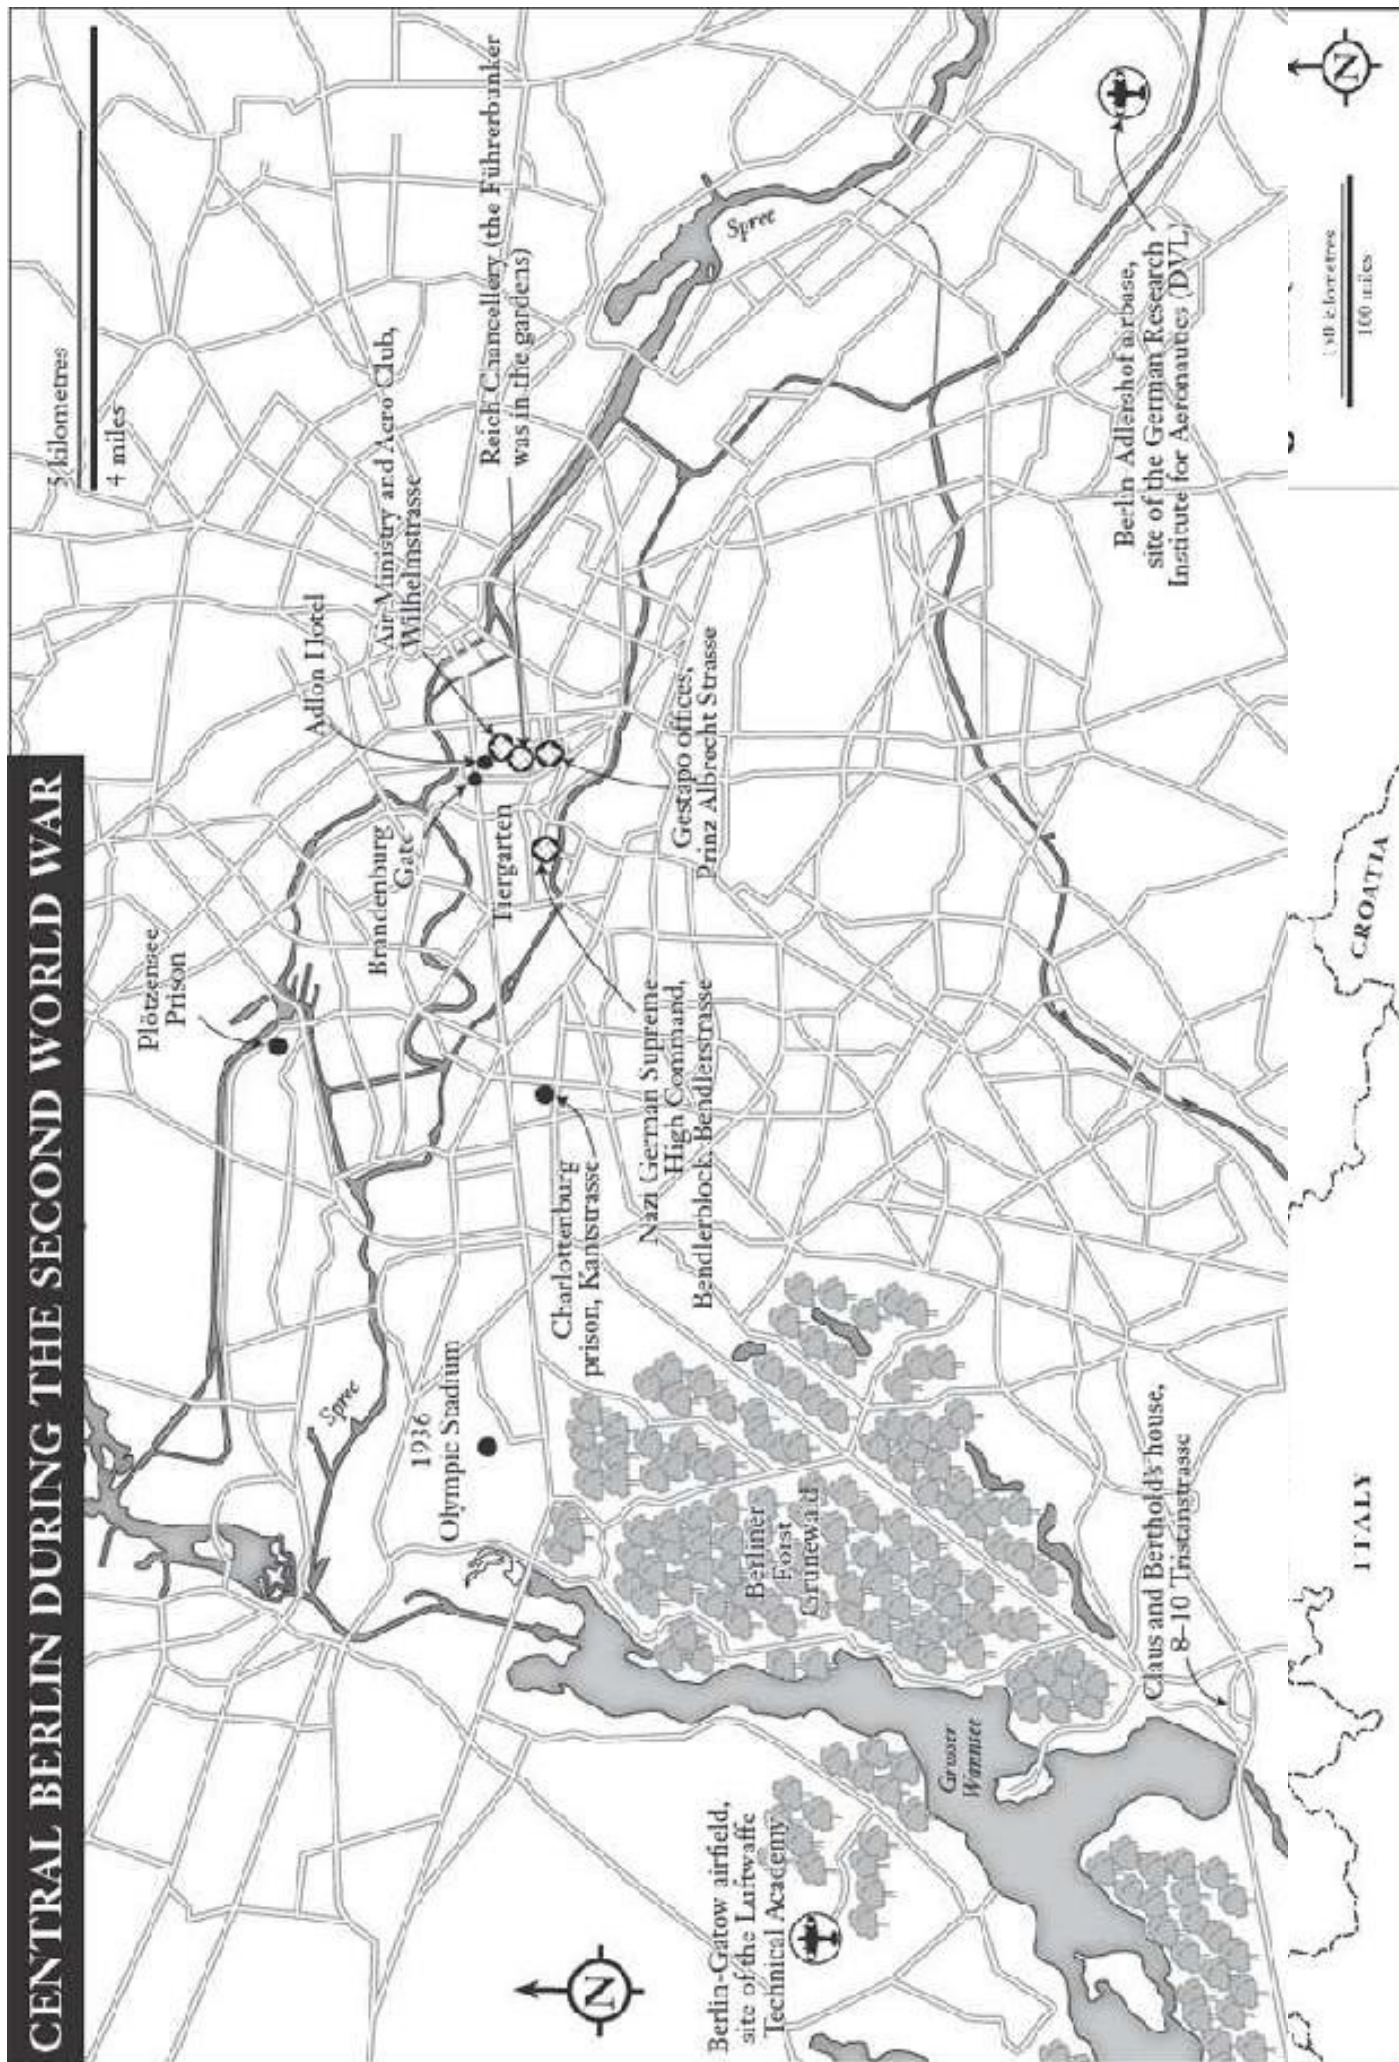 CENTRAL BERLIN DURING THE SECOND WORLD WAR
5 kilometres
4 miles
Plötzensee
Prison
Adlon Hotel
Air Ministry and Aero Club,
Wilhelmstrasse
Reich Chancellery (the Führerbunker
was in the gardens)
Brandenburg
Gate
Tiergarten
Spree
1936
Olympic Stadium
Spree
Charlottenburg
prison, Kantstrasse
Nazi German Supreme
High Command,
Bendlerblock, Bendlerstrasse
Gestapo offices,
Prinz Albrecht Strasse
N
Berlin-Gatow airfield,
site of the Luftwaffe
Technical Academy
Berliner
Forst
Grunewald
Grosser
Wannsee
Claus and Berthold's house,
8–10 Tristanstrasse
Berlin Adlershof airbase,
site of the German Research
Institute for Aeronautics (DVL)
ITALY
CROATIA
kilometres
100 miles
N